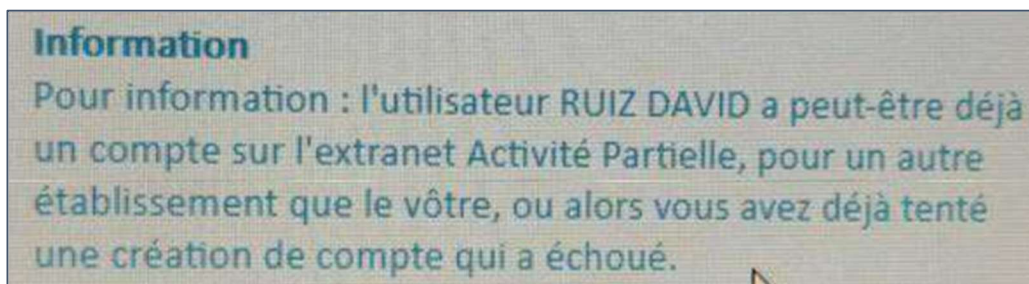 Information
Pour information : l'utilisateur RUIZ DAVID a peut-être déjà
un compte sur l'extranet Activité Partielle, pour un autre
établissement que le vôtre, ou alors vous avez déjà tenté
une création de compte qui a échoué.